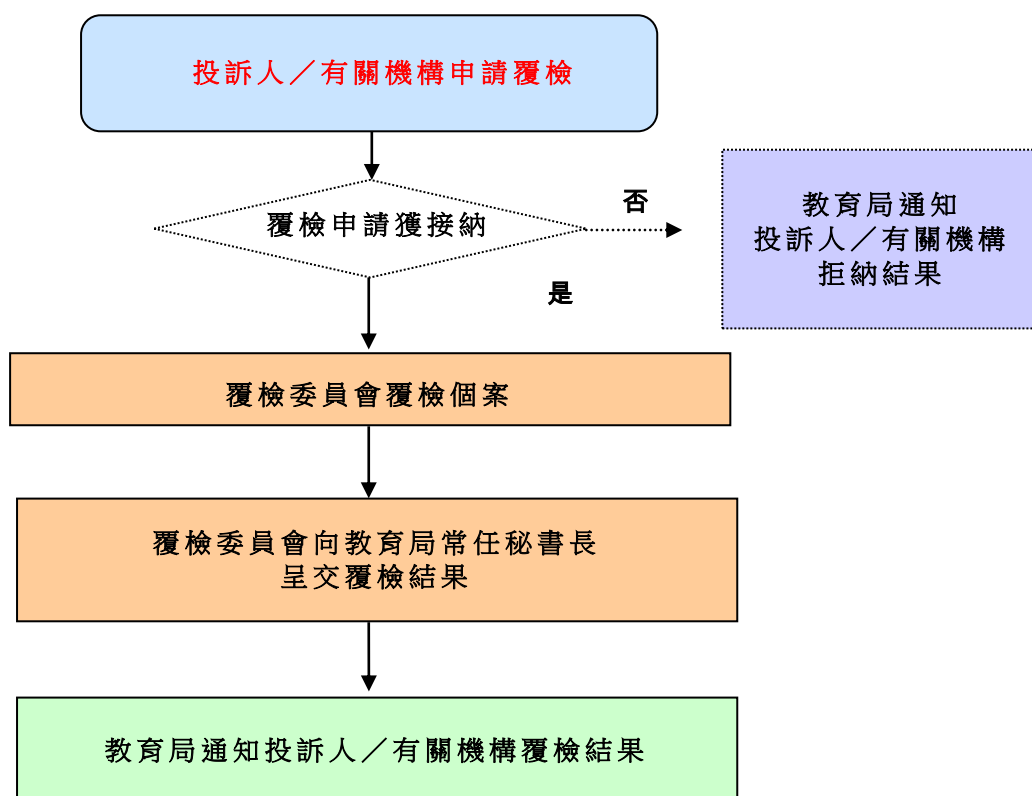 投訴人／有關機構申請覆檢
覆檢申請獲接納
否
教育局通知
投訴人／有關機構
拒納結果
是
覆檢委員會覆檢個案
覆檢委員會向教育局常任秘書長
呈交覆檢結果
教育局通知投訴人／有關機構覆檢結果